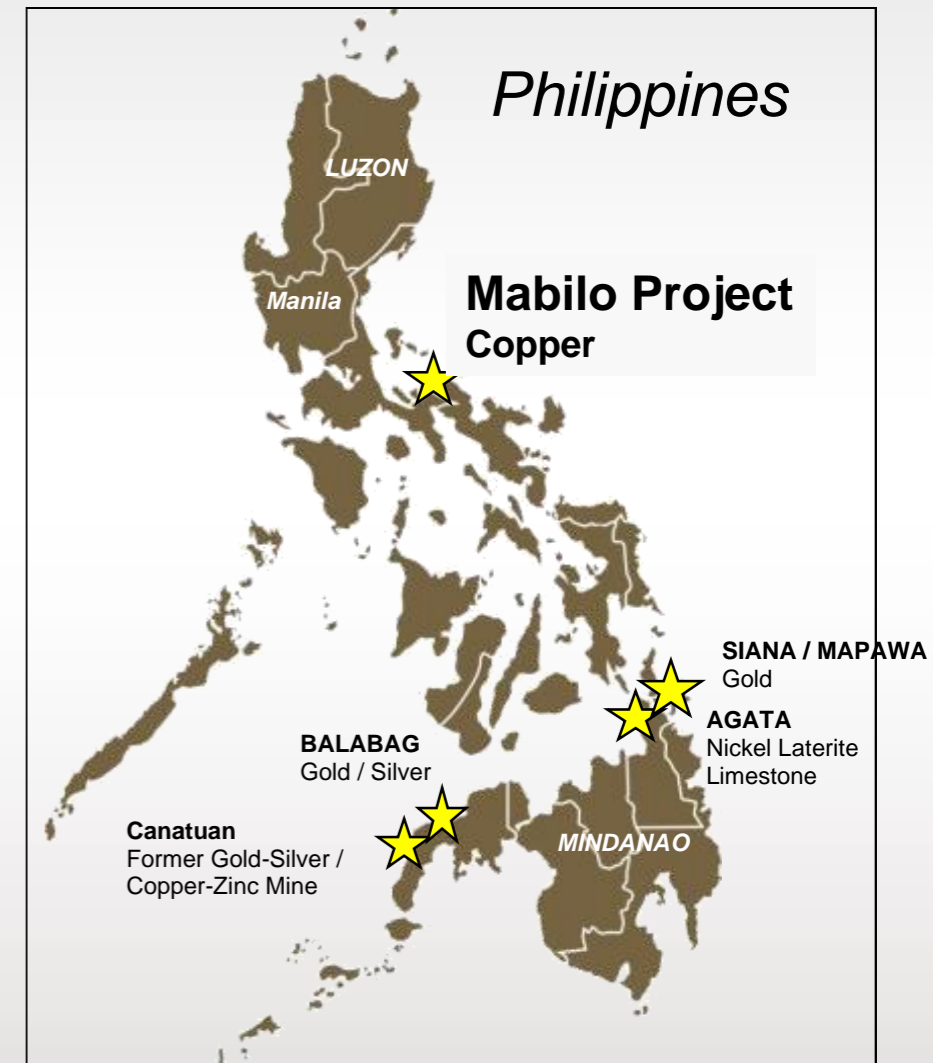 Philippines
LUZON
Mabilo Project
Copper
Manila
SIANA / MAPAWA
Gold
AGATA
Nickel Laterite
Limestone
BALABAG
Gold / Silver
Canatuan
Former Gold-Silver /
Copper-Zinc Mine
MINDANAO